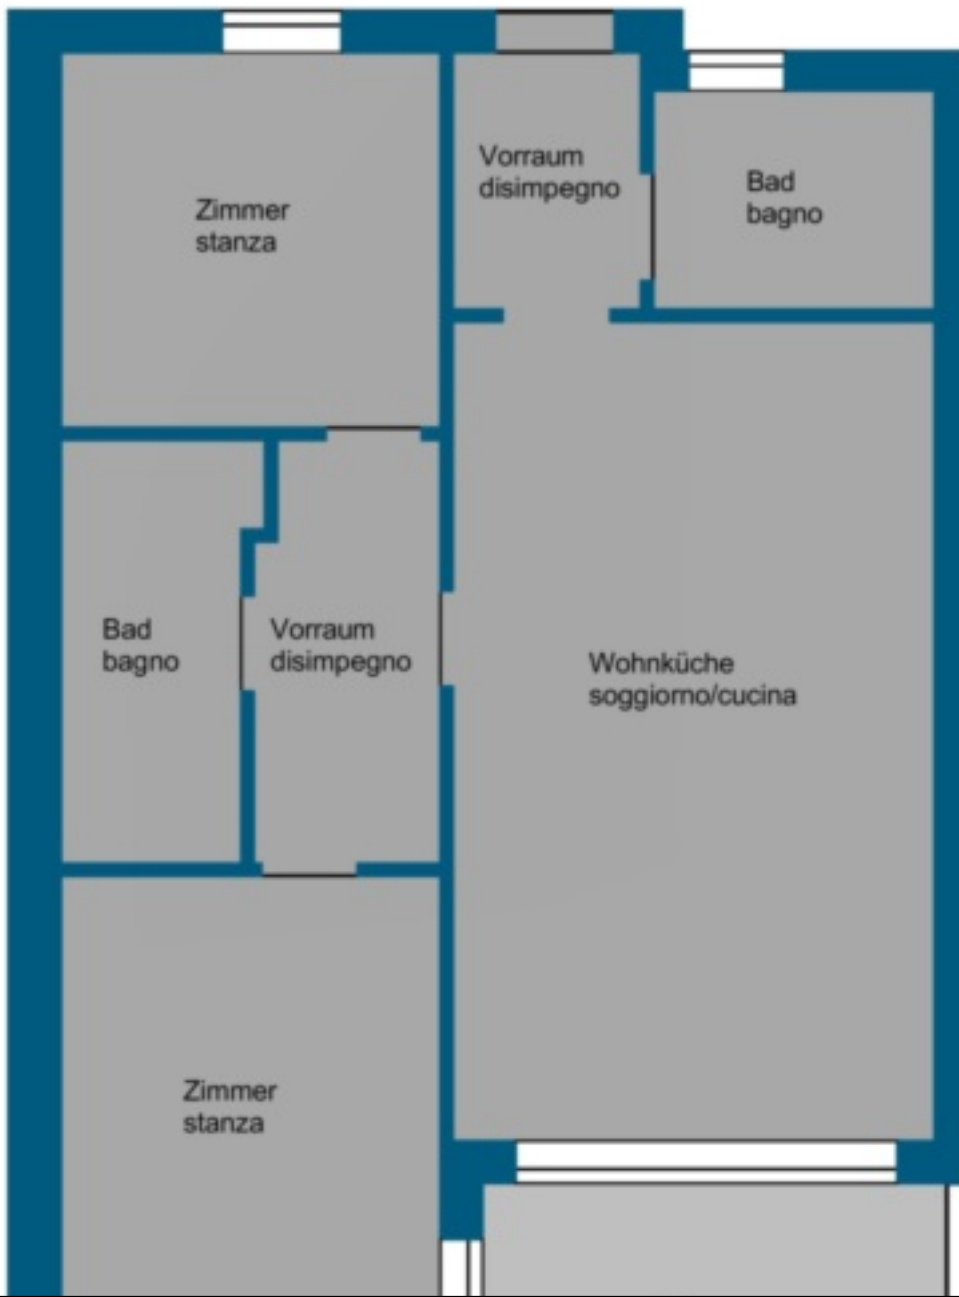 Vorraum
disimpegno
Bad
bagno
Zimmer
stanza
Bad
bagno
Vorraum
disimpegno
Wohnküche
soggiorno/cucina
Zimmer
stanza